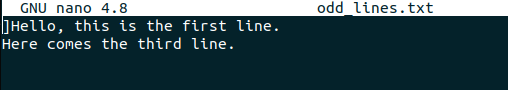 GNU nano 4.8 odd_lines.txt
Hello, this is the first line.
Here comes the third line.